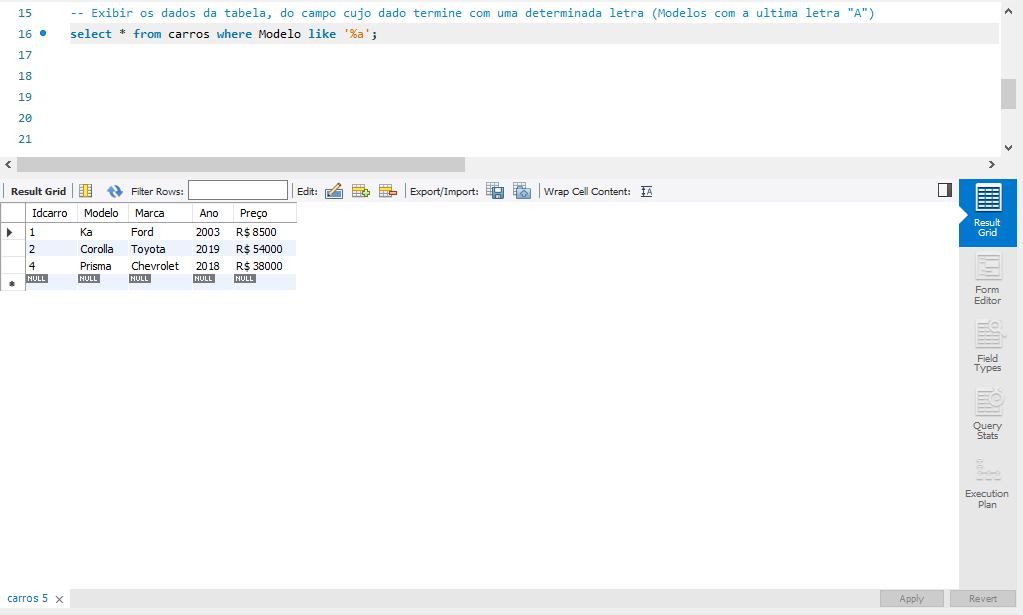 15 -- Exibir os dados da tabela, do campo cujo dado termine com uma determinada letra (Modelos com a ultima letra "A")
16 select * from carros where Modelo like '%a';
17
18
19
20
21
Result Grid Filter Rows: Edit: Export/Import: Wrap Cell Content: IA
Idcarro Modelo Marca Ano Preço
1 Ka Ford 2003 R$ 8500
2 Corolla Toyota 2019 R$ 54000
4 Prisma Chevrolet 2018 R$ 38000
NULL NULL NULL NULL NULL
Result
Grid
Form
Editor
Field
Types
Query
Stats
Execution
Plan
carros 5 Apply Revert